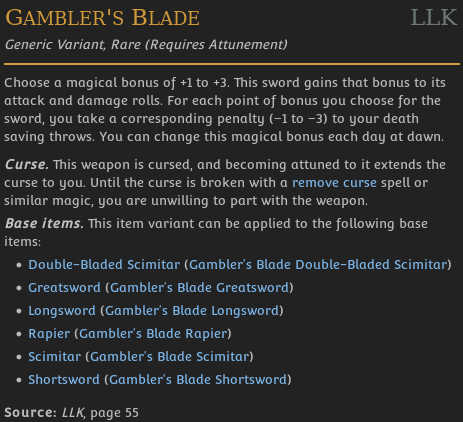 GAMBLER'S BLADE LLK
Generic Variant, Rare (Requires Attunement)
Choose a magical bonus of +1 to +3. This sword gains that bonus to its
attack and damage rolls. For each point of bonus you choose for the
sword, you take a corresponding penalty (−1 to −3) to your death
saving throws. You can change this magical bonus each day at dawn.
Curse. This weapon is cursed, and becoming attuned to it extends the
curse to you. Until the curse is broken with a remove curse spell or
similar magic, you are unwilling to part with the weapon.
Base items. This item variant can be applied to the following base
items:
• Double-Bladed Scimitar (Gambler's Blade Double-Bladed Scimitar)
• Greatsword (Gambler's Blade Greatsword)
• Longsword (Gambler's Blade Longsword)
• Rapier (Gambler's Blade Rapier)
• Scimitar (Gambler's Blade Scimitar)
• Shortsword (Gambler's Blade Shortsword)
Source: LLK, page 55